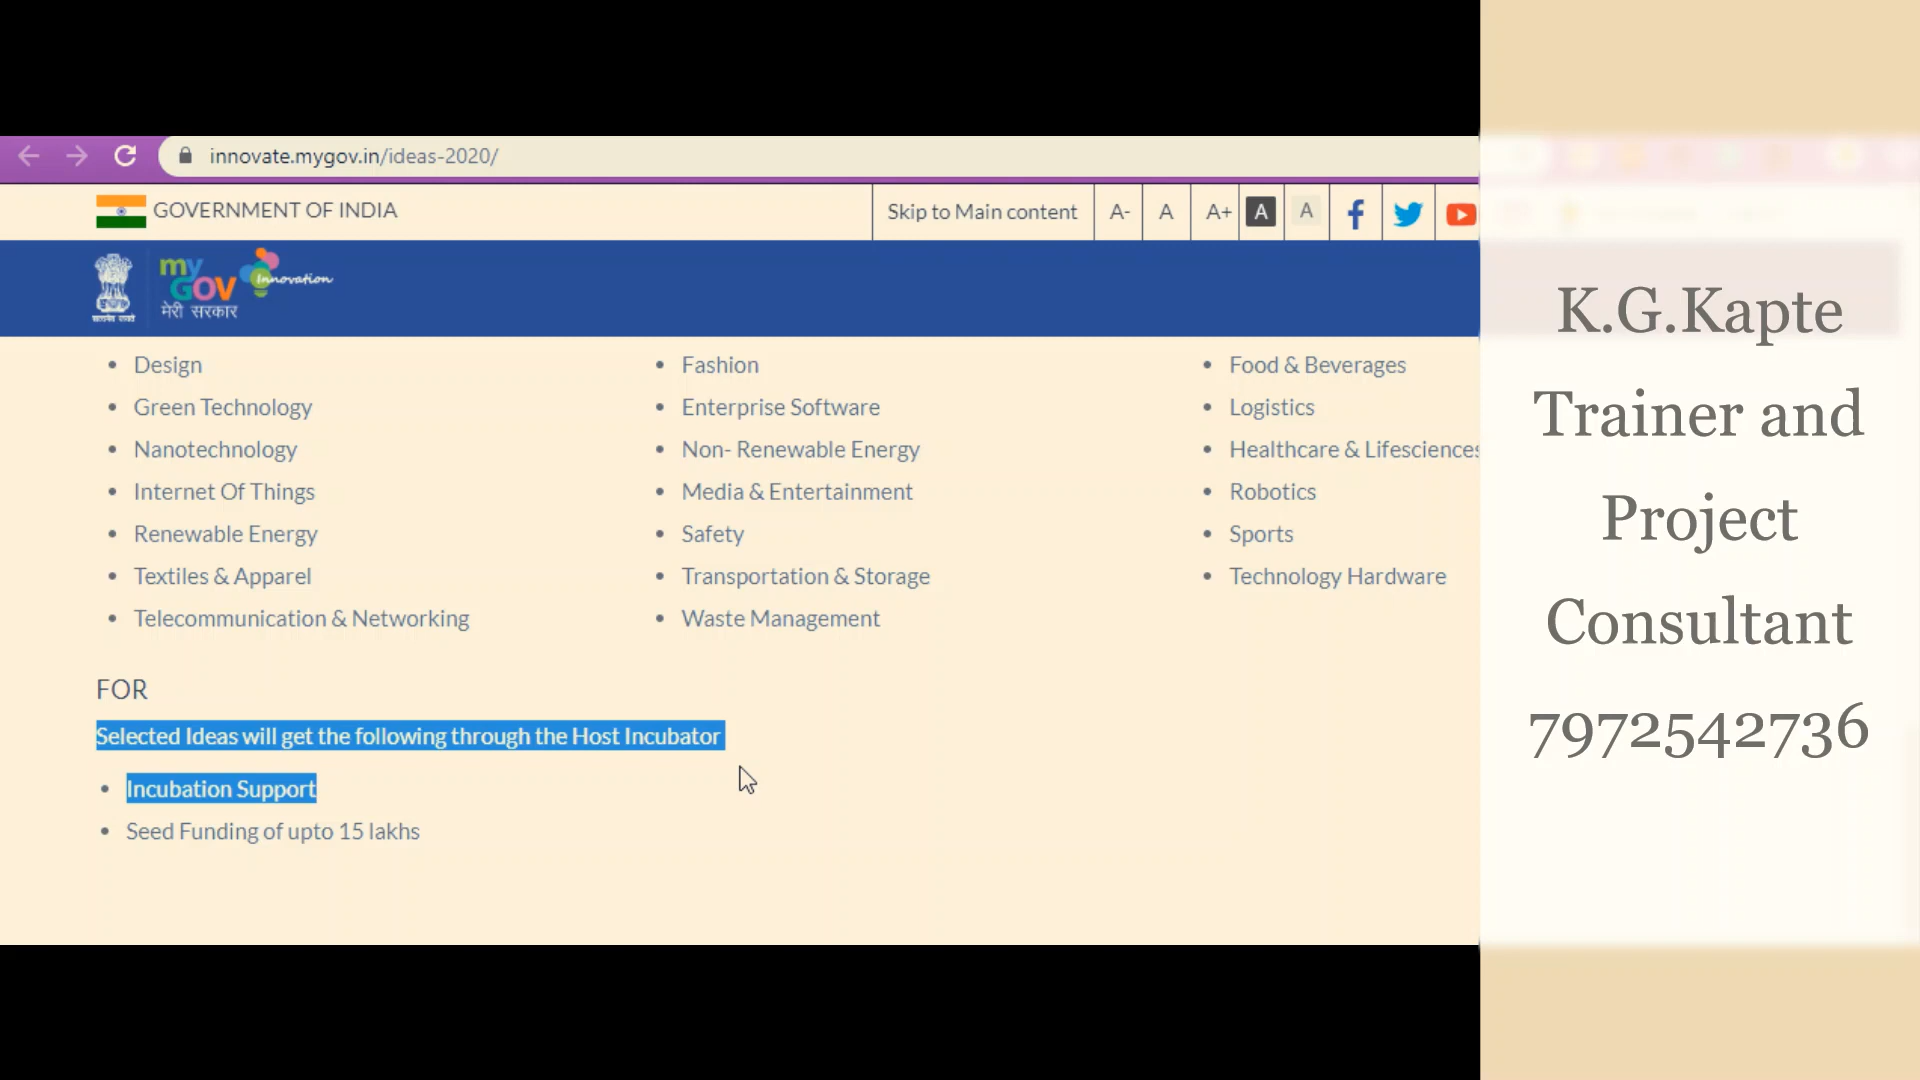 innovate.mygov.in/ideas-2020/
GOVERNMENT OF INDIA
Skip to Main content
A-
A
A+
A
A
my
GOV
Innovation
मेरी सरकार
सत्यमेव जयते
Design
Fashion
Food & Beverages
Green Technology
Enterprise Software
Logistics
Nanotechnology
Non- Renewable Energy
Healthcare & Lifesciences
Internet Of Things
Media & Entertainment
Robotics
Renewable Energy
Safety
Sports
Textiles & Apparel
Transportation & Storage
Technology Hardware
Telecommunication & Networking
Waste Management
FOR
Selected Ideas will get the following through the Host Incubator
Incubation Support
Seed Funding of upto 15 lakhs
K.G.Kapte
Trainer and
Project
Consultant
7972542736